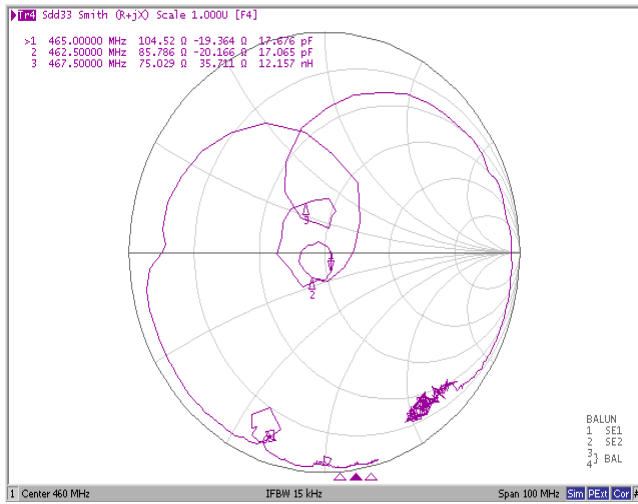 Tr4 Sdd33 Smith (R+jX) Scale 1.000U [F4]
>1 465.00000 MHz 104.52 Ω -19.364 Ω 17.676 pF
2 462.50000 MHz 85.786 Ω -20.166 Ω 17.065 pF
3 467.50000 MHz 75.029 Ω 35.711 Ω 12.157 nH
3
1
2
BALUN
1 SE1
2 SE2
3
4 } BAL
1 Center 460 MHz IFBW 15 kHz Span 100 MHz Sim PExt Cor